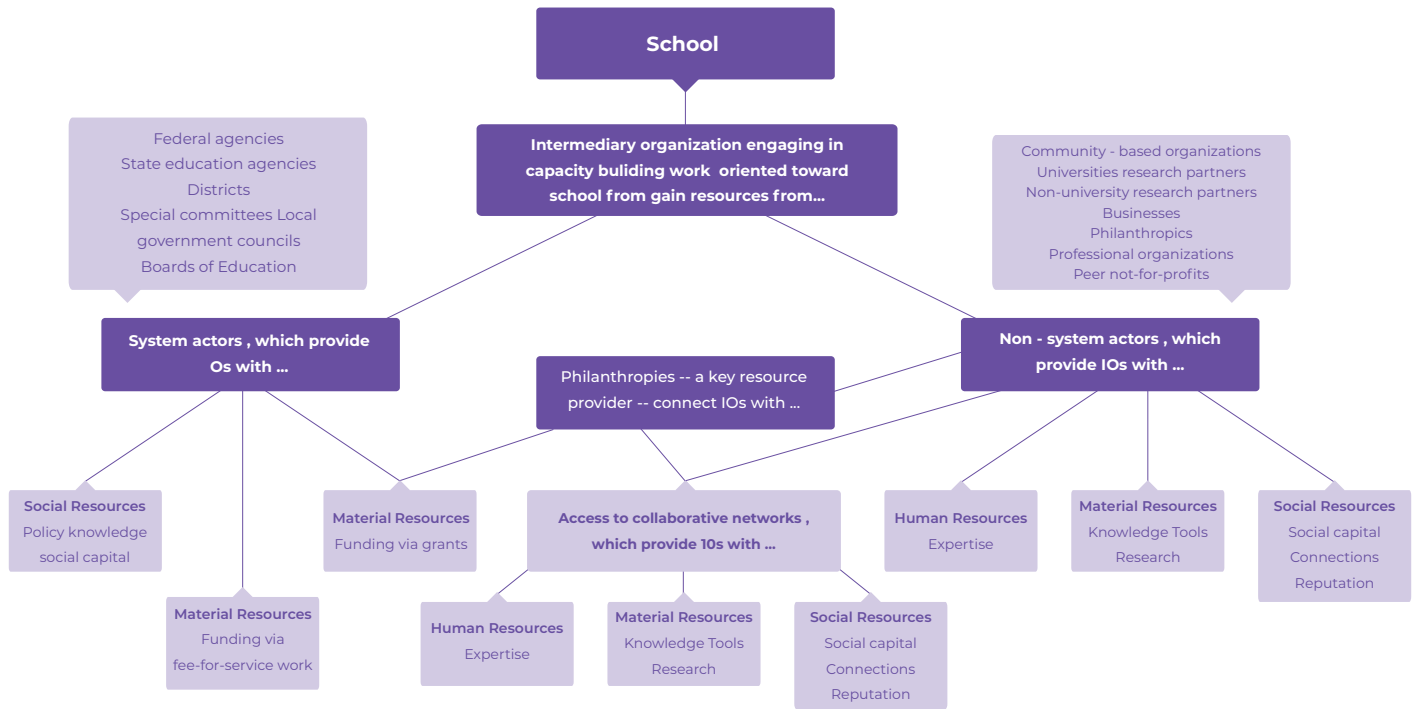 School
Intermediary organization engaging in
capacity buliding work oriented toward
school from gain resources from...
Federal agencies
State education agencies
Districts
Special committees Local
government councils
Boards of Education
Community - based organizations
Universities research partners
Non-university research partners
Businesses
Philanthropics
Professional organizations
Peer not-for-profits
System actors , which provide
Os with ...
Philanthropies -- a key resource
provider -- connect IOs with ...
Non - system actors , which
provide IOs with ...
Social Resources
Policy knowledge
social capital
Material Resources
Funding via
fee-for-service work
Material Resources
Funding via grants
Access to collaborative networks ,
which provide 10s with ...
Human Resources
Expertise
Material Resources
Knowledge Tools
Research
Social Resources
Social capital
Connections
Reputation
Human Resources
Expertise
Material Resources
Knowledge Tools
Research
Social Resources
Social capital
Connections
Reputation